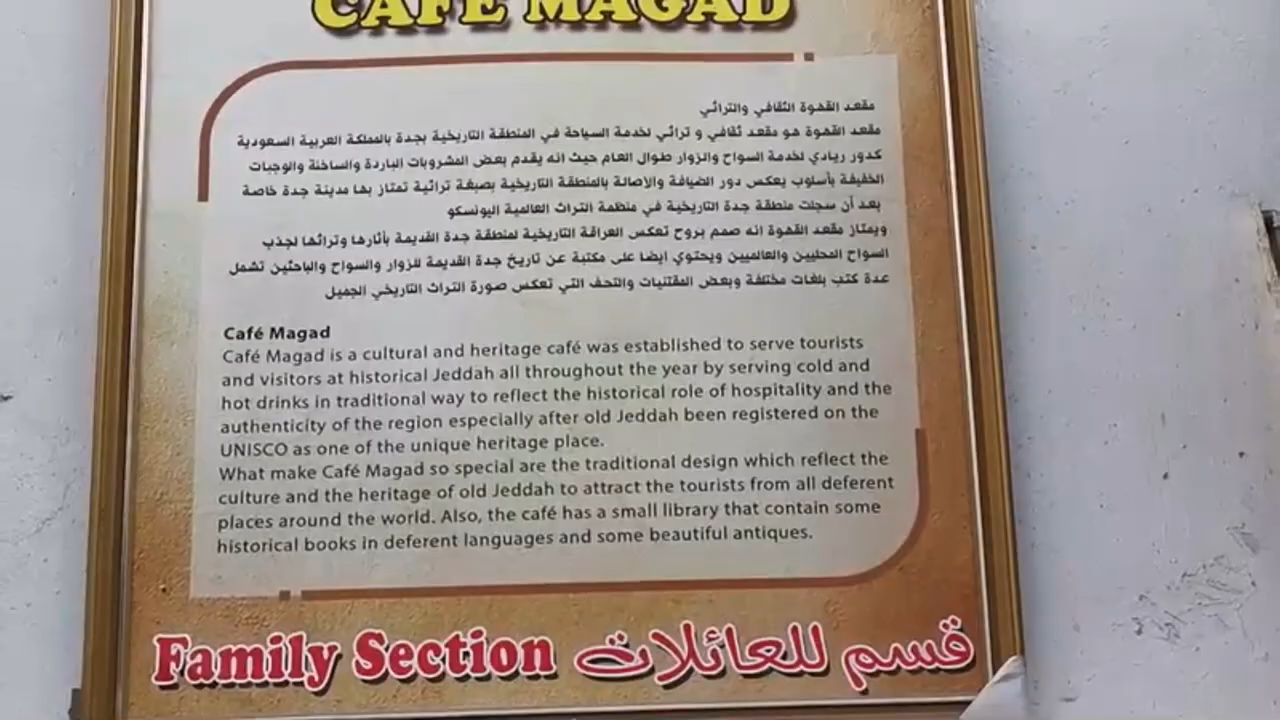 CAFE MAGAD
مقعد القهوة الثقافي والتراثي
مقعد القهوة هو مقعد ثقافي و تراثي لخدمة السياحة في المنطقة التاريخية بجدة بالمملكة العربية السعودية
كدور ريادي لخدمة السواح والزوار طوال العام حيث انه يقدم بعض المشروبات الباردة والساخنة والوجبات
الخفيفة بأسلوب يعكس دور الضيافة والاصالة بالمنطقة التاريخية بصبغة تراثية تمتاز بها مدينة جدة خاصة
بعد أن سجلت منطقة جدة التاريخية في منظمة التراث العالمية اليونسكو
ويمتاز مقعد القهوة انه صمم بروح تعكس العراقة التاريخية لمنطقة جدة القديمة بأثارها وتراثها لجذب
السواح المحليين والعالميين ويحتوي ايضا على مكتبة عن تاريخ جدة القديمة للزوار والسواح والباحثين تشمل
عدة كتب بلغات مختلفة وبعض المقتنيات والتحف التي تعكس صورة التراث التاريخي الجميل
Café Magad
Café Magad is a cultural and heritage café was established to serve tourists
and visitors at historical Jeddah all throughout the year by serving cold and
hot drinks in traditional way to reflect the historical role of hospitality and the
authenticity of the region especially after old Jeddah been registered on the
UNISCO as one of the unique heritage place.
What make Café Magad so special are the traditional design which reflect the
culture and the heritage of old Jeddah to attract the tourists from all deferent
places around the world. Also, the café has a small library that contain some
historical books in deferent languages and some beautiful antiques.
Family Section قسم للعائلات